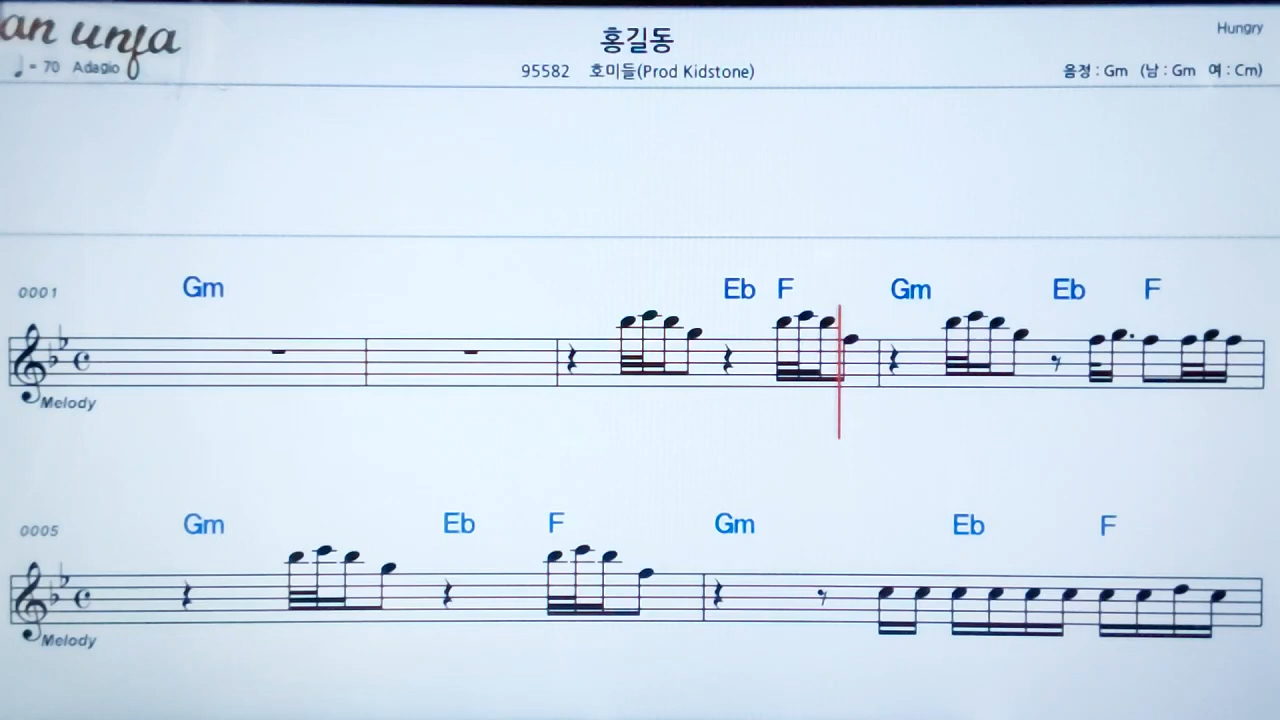 an unja
홍길동
Hungry
♩= 70 Adagio
95582 호미들(Prod Kidstone)
음정 : Gm (남 : Gm 여 : Cm)
0001 Gm Eb F Gm Eb F
Melody
0005 Gm Eb F Gm Eb F
Melody